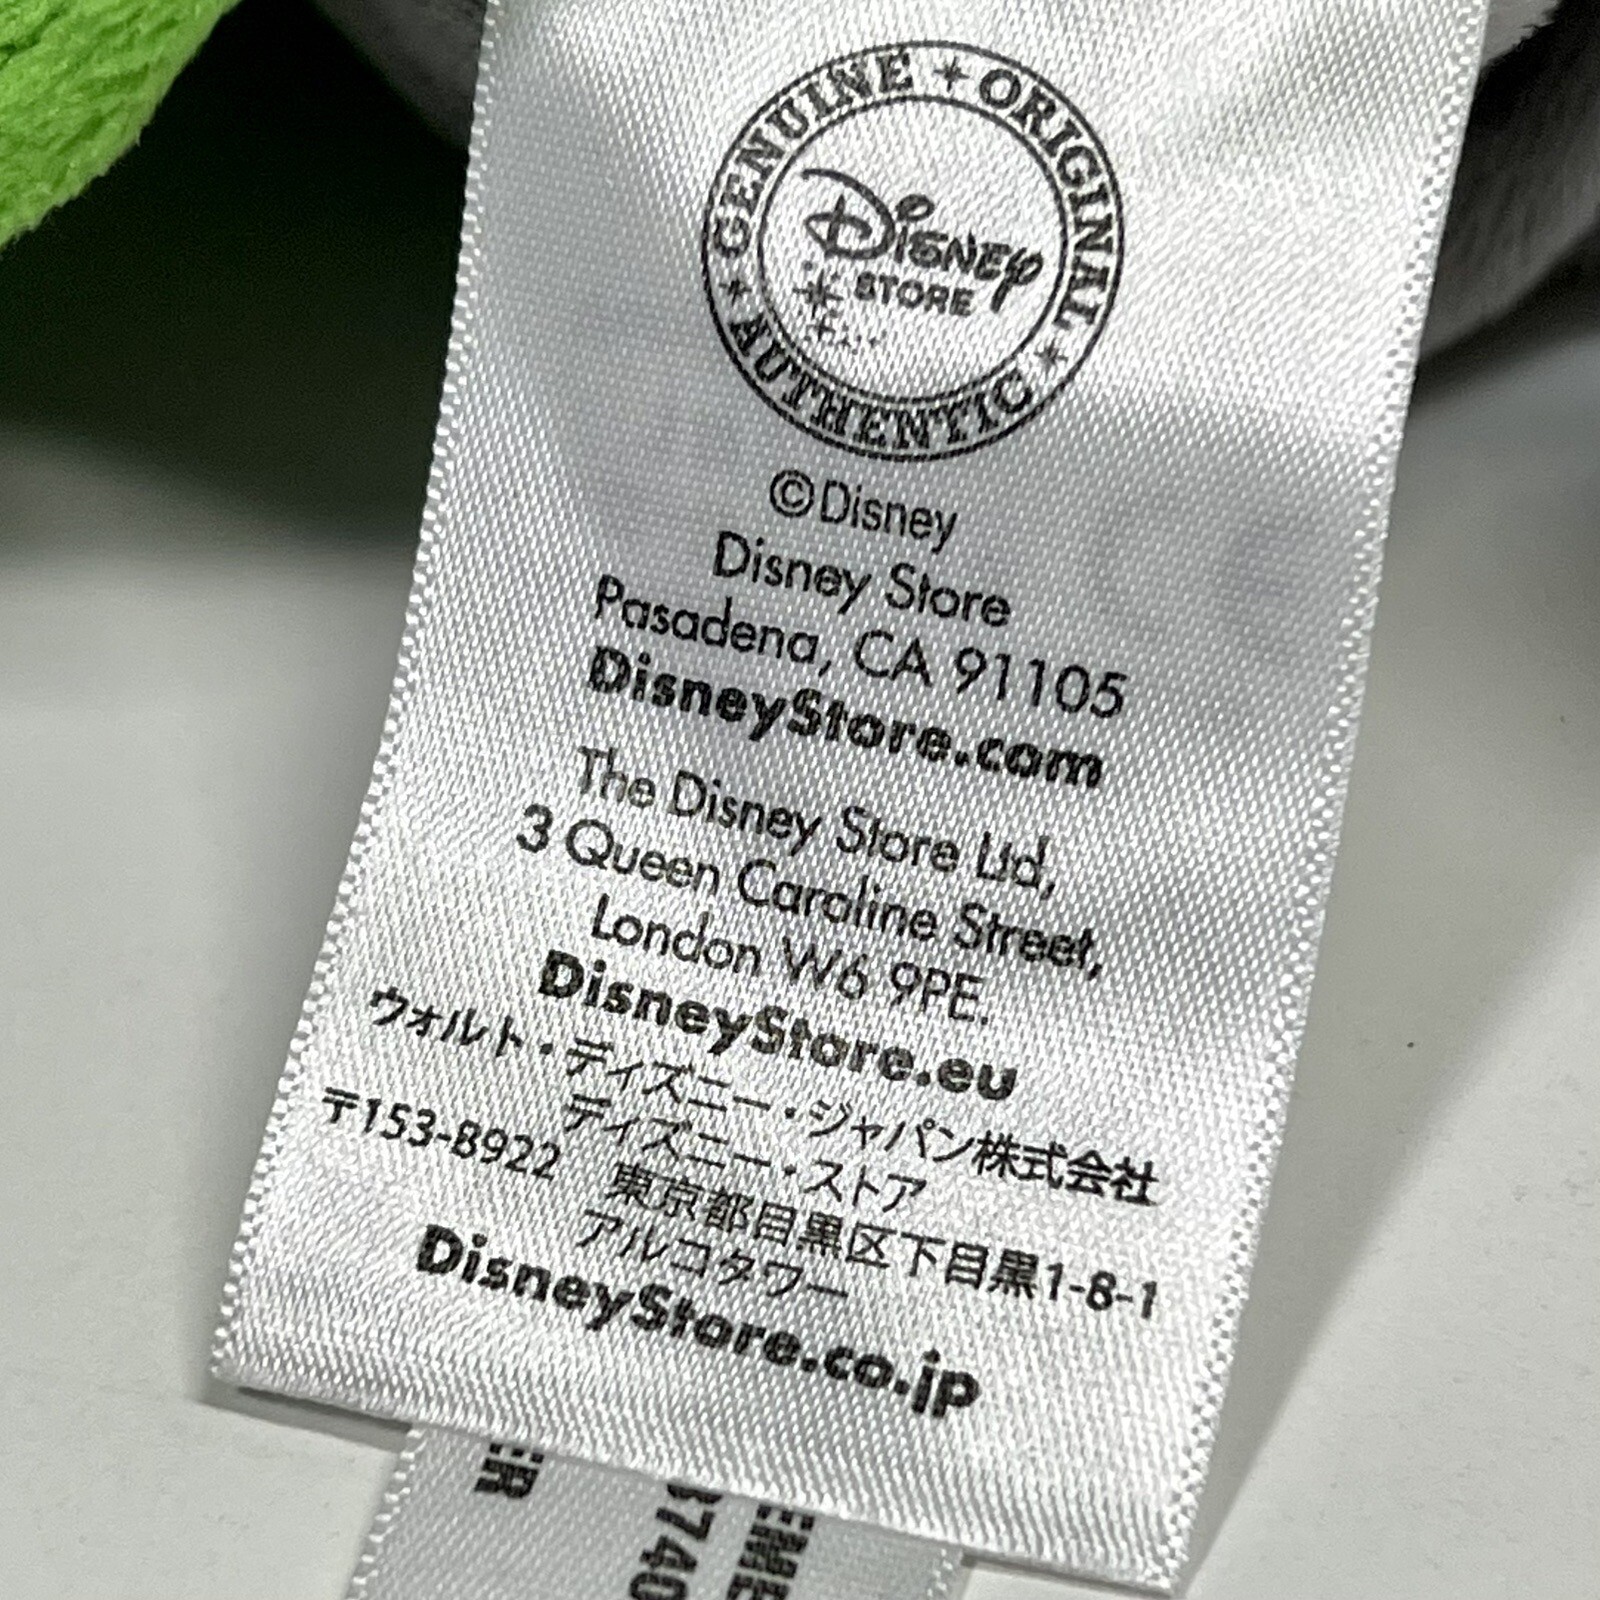 GENUINE ORIGINAL AUTHENTIC
Disney
STORE
©Disney
Disney Store
Pasadena, CA 91105
DisneyStore.com
The Disney Store Ltd,
3 Queen Caroline Street,
London W6 9PE.
DisneyStore.eu
ウォルト・ディズニー・ジャパン株式会社
ディズニー・ストア
〒153-8922 東京都目黒区下目黒1-8-1
アルコタワー
DisneyStore.co.jp